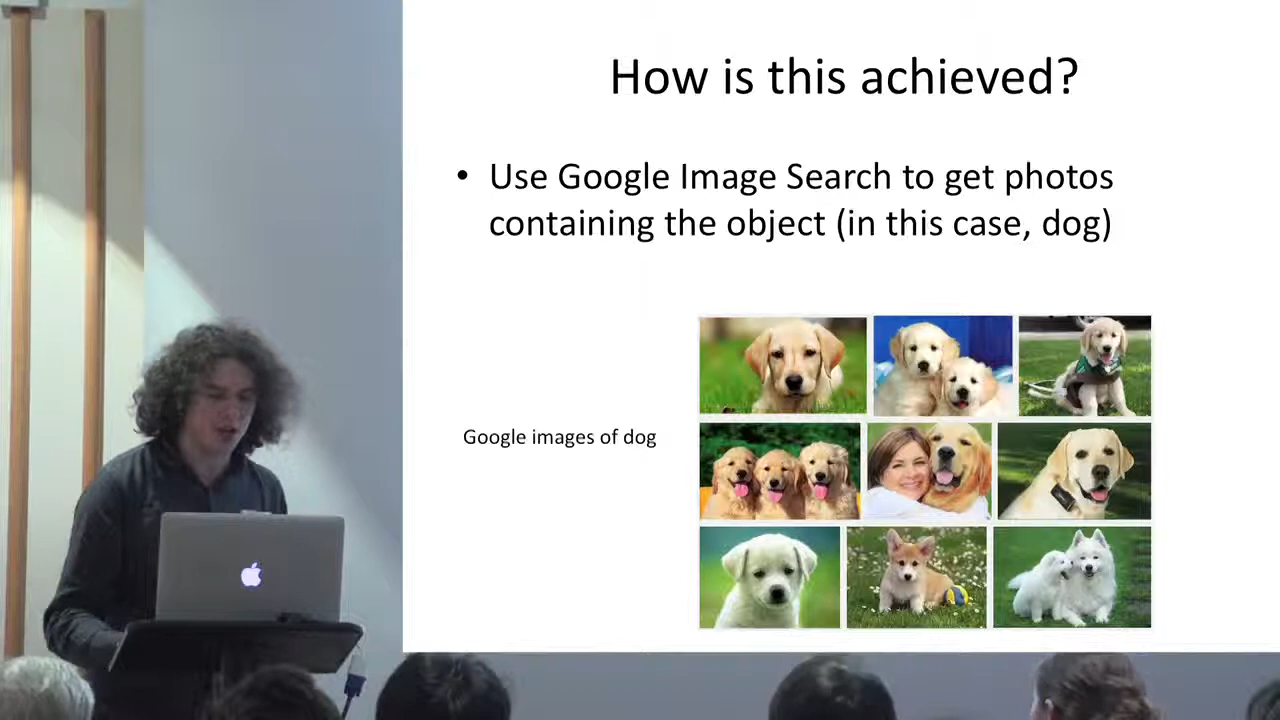 How is this achieved?
• Use Google Image Search to get photos
containing the object (in this case, dog)
Google images of dog